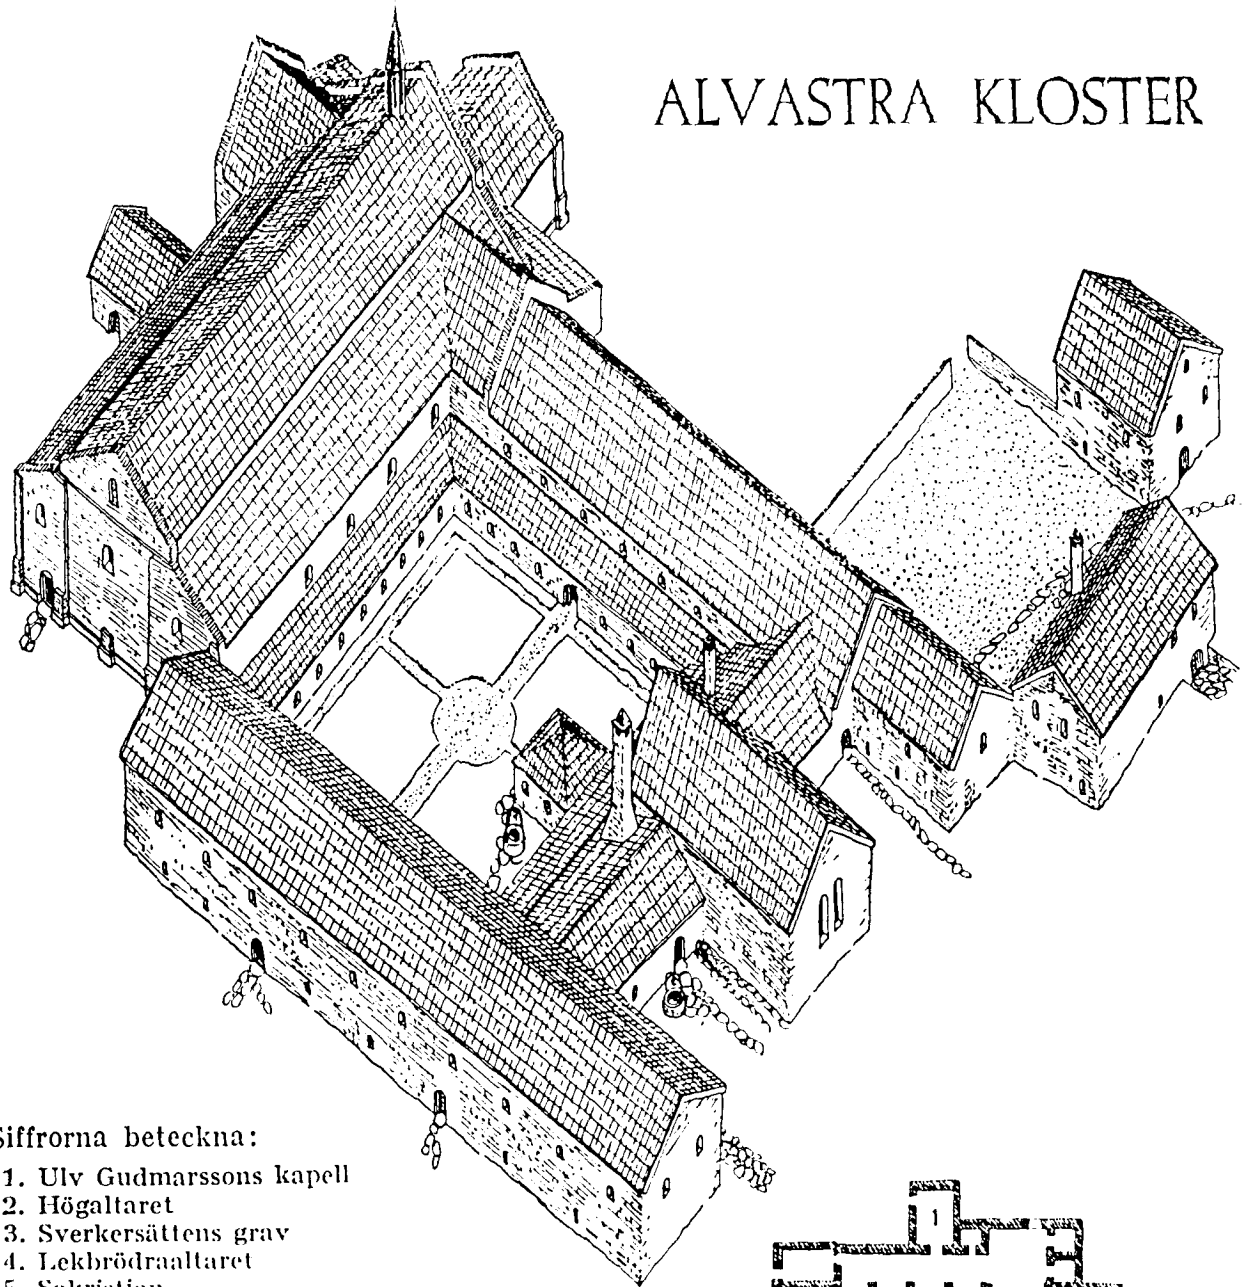 ALVASTRA KLOSTER
Siffrorna beteckna:
1. Ulv Gudmarssons kapell
2. Högaltaret
3. Sverkersättens grav
4. Lekbrödraaltaret
1